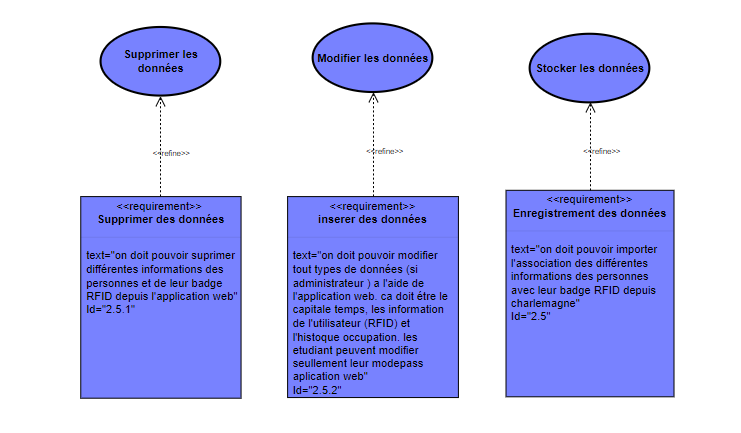 Supprimer les
données
<<refine>>
<<requirement>>
Supprimer des données
text="on doit pouvoir suprimer
différentes informations des
personnes et de leur badge
RFID depuis l'application web"
Id="2.5.1"
Modifier les données
<<refine>>
<<requirement>>
inserer des données
text="on doit pouvoir modifier
tout types de données (si
administrateur ) a l'aide de
l'application web. ca doit étre le
capitale temps, les information
de l'utilisateur (RFID) et
l'histoque occupation. les
etudiant peuvent modifier
seullement leur modepass
aplication web"
Id="2.5.2"
Stocker les données
<<refine>>
<<requirement>>
Enregistrement des données
text="on doit pouvoir importer
l'association des différentes
informations des personnes
avec leur badge RFID depuis
charlemagne"
Id="2.5"